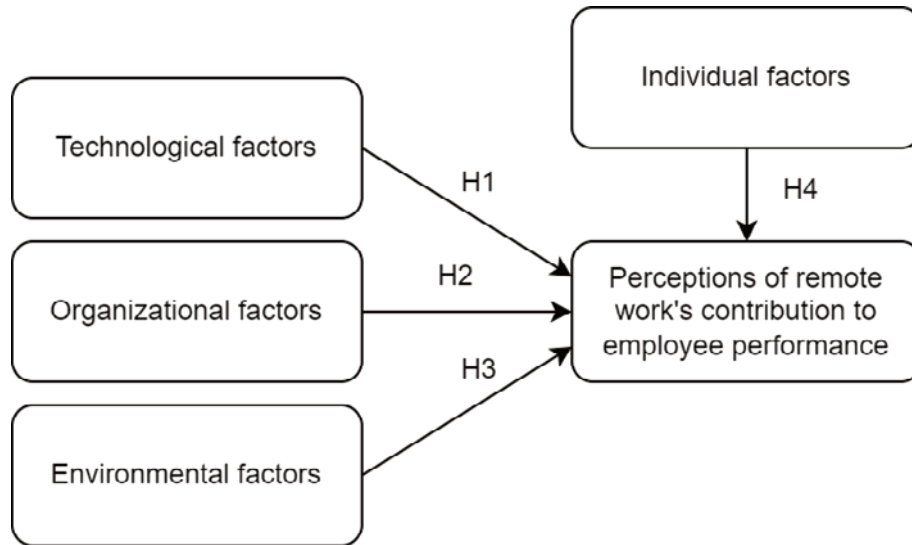 Individual factors
Technological factors
H1
H4
Organizational factors
H2
Perceptions of remote
work's contribution to
employee performance
H3
Environmental factors